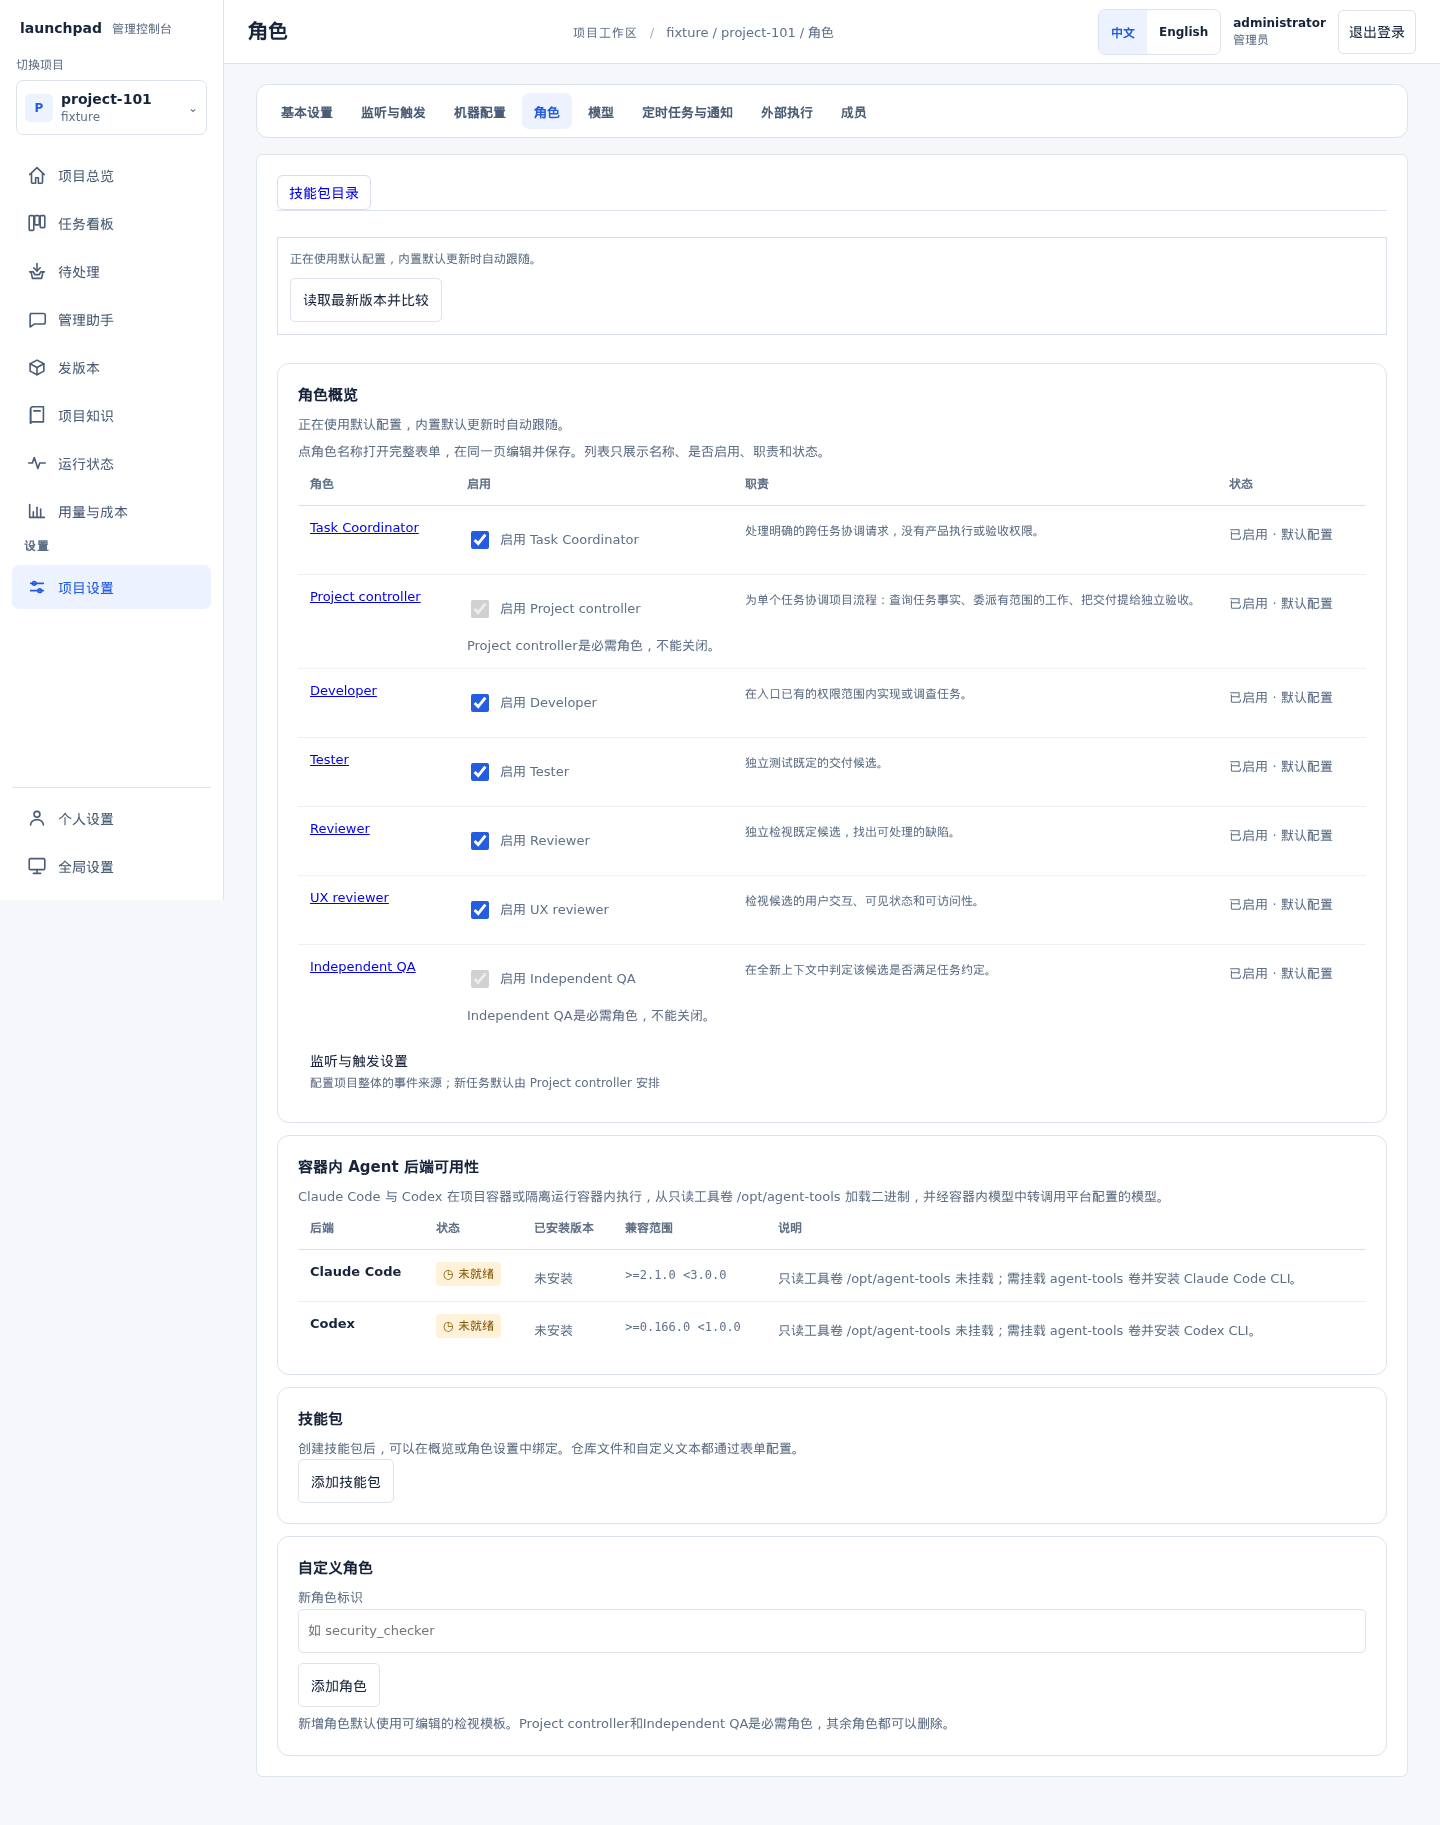 launchpad 管理控制台
切换项目
P
project-101
fixture
项目总览
任务看板
待处理
管理助手
发版本
项目知识
运行状态
用量与成本
设置
项目设置
个人设置
全局设置
角色
项目工作区 / fixture / project-101 / 角色
中文 English
administrator
管理员
退出登录
基本设置 监听与触发 机器配置 角色 模型 定时任务与通知 外部执行 成员
技能包目录
正在使用默认配置，内置默认更新时自动跟随。
读取最新版本并比较
角色概览
正在使用默认配置，内置默认更新时自动跟随。
点角色名称打开完整表单，在同一页编辑并保存。列表只展示名称、是否启用、职责和状态。
角色 启用 职责 状态
Task Coordinator 启用 Task Coordinator 处理明确的跨任务协调请求，没有产品执行或验收权限。 已启用 · 默认配置
Project controller 启用 Project controller 为单个任务协调项目流程：查询任务事实、委派有范围的工作、把交付提给独立验收。 已启用 · 默认配置
Project controller是必需角色，不能关闭。
Developer 启用 Developer 在入口已有的权限范围内实现或调查任务。 已启用 · 默认配置
Tester 启用 Tester 独立测试既定的交付候选。 已启用 · 默认配置
Reviewer 启用 Reviewer 独立检视既定候选，找出可处理的缺陷。 已启用 · 默认配置
UX reviewer 启用 UX reviewer 检视候选的用户交互、可见状态和可访问性。 已启用 · 默认配置
Independent QA 启用 Independent QA 在全新上下文中判定该候选是否满足任务约定。 已启用 · 默认配置
Independent QA是必需角色，不能关闭。
监听与触发设置
配置项目整体的事件来源；新任务默认由 Project controller 安排
容器内 Agent 后端可用性
Claude Code 与 Codex 在项目容器或隔离运行容器内执行，从只读工具卷 /opt/agent-tools 加载二进制，并经容器内模型中转调用平台配置的模型。
后端 状态 已安装版本 兼容范围 说明
Claude Code 未就绪 未安装 >=2.1.0 <3.0.0 只读工具卷 /opt/agent-tools 未挂载；需挂载 agent-tools 卷并安装 Claude Code CLI。
Codex 未就绪 未安装 >=0.166.0 <1.0.0 只读工具卷 /opt/agent-tools 未挂载；需挂载 agent-tools 卷并安装 Codex CLI。
技能包
创建技能包后，可以在概览或角色设置中绑定。仓库文件和自定义文本都通过表单配置。
添加技能包
自定义角色
新角色标识
如 security_checker
添加角色
新增角色默认使用可编辑的检视模板。Project controller和Independent QA是必需角色，其余角色都可以删除。